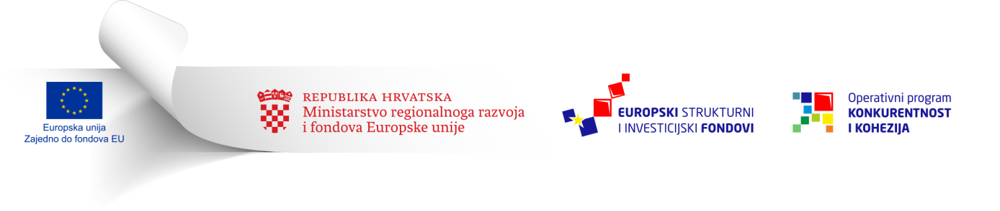 Europska unija
Zajedno do fondova EU
REPUBLIKA HRVATSKA
Ministarstvo regionalnoga razvoja
i fondova Europske unije
EUROPSKI STRUKTURNI
I INVESTICIJSKI FONDOVI
Operativni program
KONKURENTNOST
I KOHEZIJA